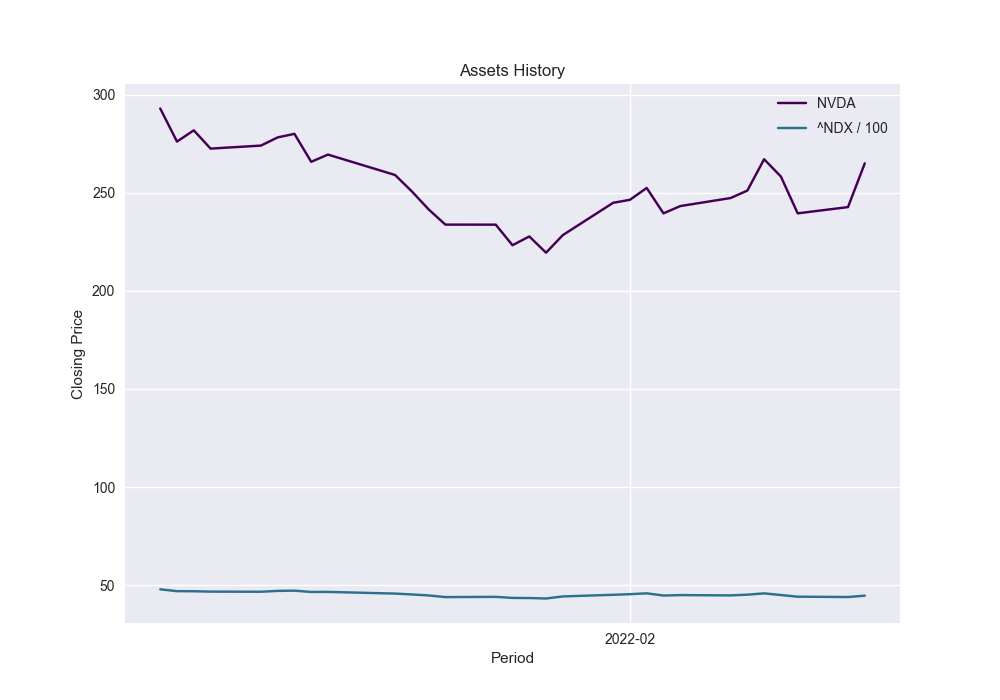 Assets History
NVDA
^NDX / 100
300
250
200
150
100
50
Closing Price
2022-02
Period